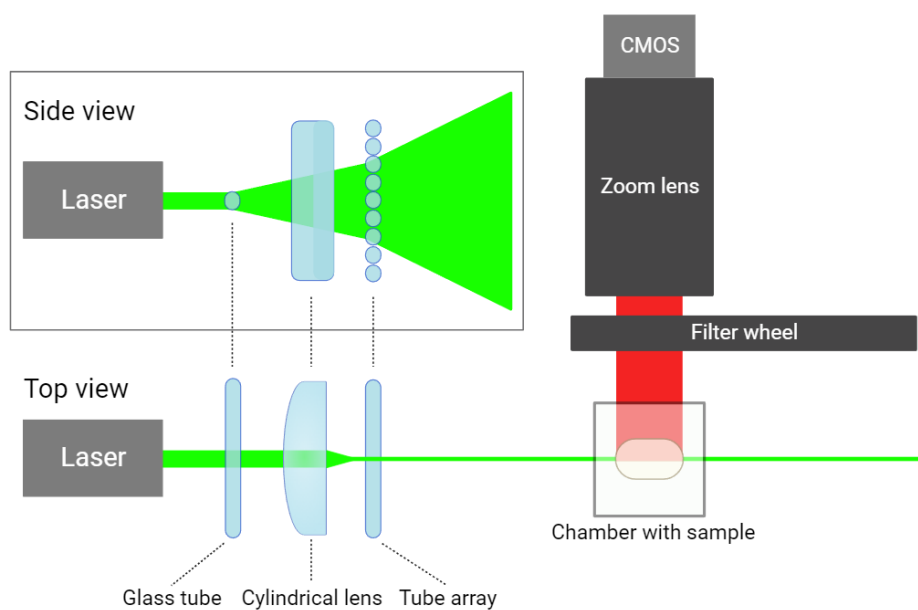 CMOS
Side view
Laser
Zoom lens
Filter wheel
Top view
Laser
Chamber with sample
Glass tube
Cylindrical lens
Tube array